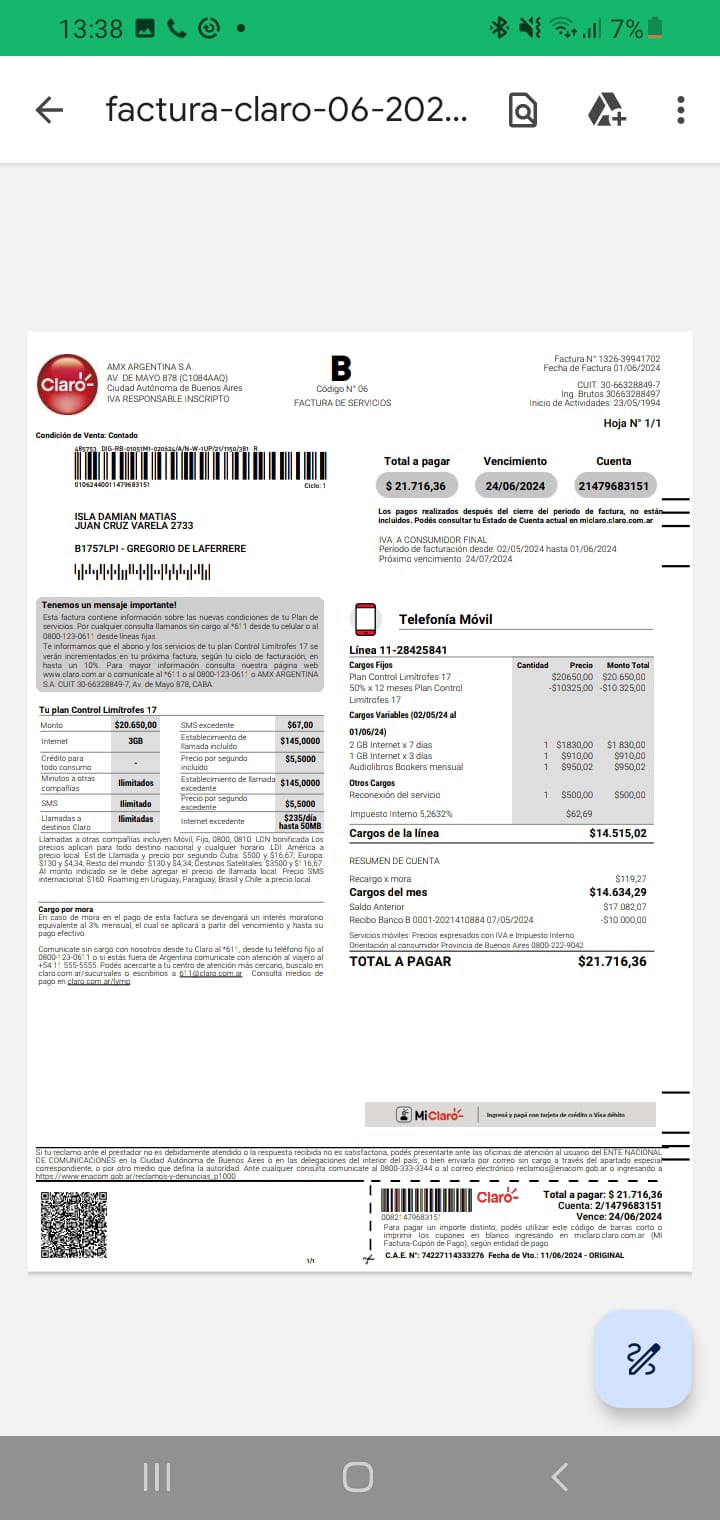 13:38
7%
factura-claro-06-202...
Claro
AMX ARGENTINA S.A.
AV. DE MAYO 878 (C1084AAQ)
Ciudad Autónoma de Buenos Aires
IVA RESPONSABLE INSCRIPTO
B
Código N° 06
FACTURA DE SERVICIOS
Factura N° 1326-39941702
Fecha de Factura 01/06/2024
CUIT: 30-66328849-7
Ing. Brutos 30663288497
Inicio de Actividades: 23/05/1994
Hoja N° 1/1
Condición de Venta: Contado
0106244001147968315​1
Ciclo: 1
ISLA DAMIAN MATIAS
JUAN CRUZ VARELA 2733
B1757LPI - GREGORIO DE LAFERRERE
Total a pagar
Vencimiento
Cuenta
$ 21.716,36
24/06/2024
21479683151
Los pagos realizados después del cierre del periodo de factura, no están
incluidos. Podés consultar tu Estado de Cuenta actual en miclaro.claro.com.ar
IVA: A CONSUMIDOR FINAL
Período de facturación desde: 02/05/2024 hasta 01/06/2024
Próximo vencimiento: 24/07/2024
Tenemos un mensaje importante!
Esta factura contiene información sobre las nuevas condiciones de tu Plan de
servicios. Por cualquier consulta llamanos sin cargo al *611 desde tu celular o al
0800-123-0611 desde líneas fijas.
Te informamos que el abono y los servicios de tu plan Control Limítrofes 17 se
verán incrementados en tu próxima factura, según tu ciclo de facturación, en
hasta un 10%. Para mayor información consulta nuestra página web
www.claro.com.ar o comunicate al *611 o al 0800-123-0611 o AMX ARGENTINA
S.A. CUIT 30-66328849-7, Av. de Mayo 878, CABA.
Tu plan Control Limítrofes 17
Monto $20.650,00 SMS excedente $67,00
Internet 3GB Establecimiento de llamada incluído $145,0000
Crédito para todo consumo - Precio por segundo incluído $5,5000
Minutos a otras compañías Ilimitados Establecimiento de llamada excedente $145,0000
SMS Ilimitado Precio por segundo excedente $5,5000
Llamadas a destinos Claro Ilimitadas Internet excedente $235/día hasta 50MB
Llamadas a otras compañías incluyen Móvil, Fijo, 0800, 0810. LDN bonificada Los
precios aplican para todo destino nacional y cualquier horario. LDI: América a
precio local. Est.de Llamada y precio por segundo Cuba: $500 y $16,67; Europa:
$130 y $4,34; Resto del mundo: $130 y $4,34; Destinos Satelitales: $3500 y $116,67
Al monto indicado se le debe agregar el precio de llamada local. Precio SMS
internacional: $160. Roaming en Uruguay, Paraguay, Brasil y Chile: a precio local.
Cargo por mora
En caso de mora en el pago de esta factura se devengará un interés moratorio
equivalente al 3% mensual, el cual se aplicará a partir del vencimiento y hasta su
pago efectivo.
Comunicate sin cargo con nosotros desde tu Claro al *611, desde tu teléfono fijo al
0800-123-0611 o si estás fuera de Argentina comunicate con atención al viajero al
+54 11 555-5555. Podés acercarte a tu centro de atención más cercano, buscalo en
claro.com.ar/sucursales o escribinos a 611@claro.com.ar . Consultá medios de
pago en claro.com.ar/lymp.
Telefonía Móvil
Línea 11-28425841
Cargos Fijos Cantidad Precio Monto Total
Plan Control Limítrofes 17 $20650,00 $20.650,00
50% x 12 meses Plan Control -$10325,00 -$10.325,00
Limítrofes 17
Cargos Variables (02/05/24 al
01/06/24)
2 GB Internet x 7 días 1 $1830,00 $1.830,00
1 GB Internet x 3 días 1 $910,00 $910,00
Audiolibros Bookers mensual 1 $950,02 $950,02
Otros Cargos
Reconexión del servicio 1 $500,00 $500,00
Impuesto Interno 5,2632% $62,69
Cargos de la línea $14.515,02
RESUMEN DE CUENTA
Recargo x mora $119,27
Cargos del mes $14.634,29
Saldo Anterior $17.082,07
Recibo Banco B 0001-2021410884 07/05/2024 -$10.000,00
Servicios móviles: Precios expresados con IVA e Impuesto Interno.
Orientación al consumidor Provincia de Buenos Aires 0800-222-9042
TOTAL A PAGAR $21.716,36
MiClaro
Ingresá y pagá con tarjeta de crédito o Visa débito
Si tu reclamo ante el prestador no es debidamente atendido o la respuesta recibida no es satisfactoria, podés presentarte ante las oficinas de atención al usuario del ENTE NACIONAL
DE COMUNICACIONES en la Ciudad Autónoma de Buenos Aires o en las delegaciones del interior del país; o bien enviarla por correo sin cargo a través del apartado especial
correspondiente, o por otro medio que defina la autoridad. Ante cualquier consulta comunicate al 0800-333-3344 o al correo electrónico reclamos@enacom.gob.ar o ingresando a
https://www.enacom.gob.ar/reclamos-y-denuncias_p1000
0082147968315​1
Claro
Total a pagar: $ 21.716,36
Cuenta: 2/1479683151
Vence: 24/06/2024
Para pagar un importe distinto, podés utilizar este código de barras corto o
imprimir los cupones en blanco ingresando en miclaro.claro.com.ar (Mi
Factura-Cupón de Pago), según entidad de pago.
C.A.E. N°: 74227114333276 Fecha de Vto.: 11/06/2024 - ORIGINAL
1/1